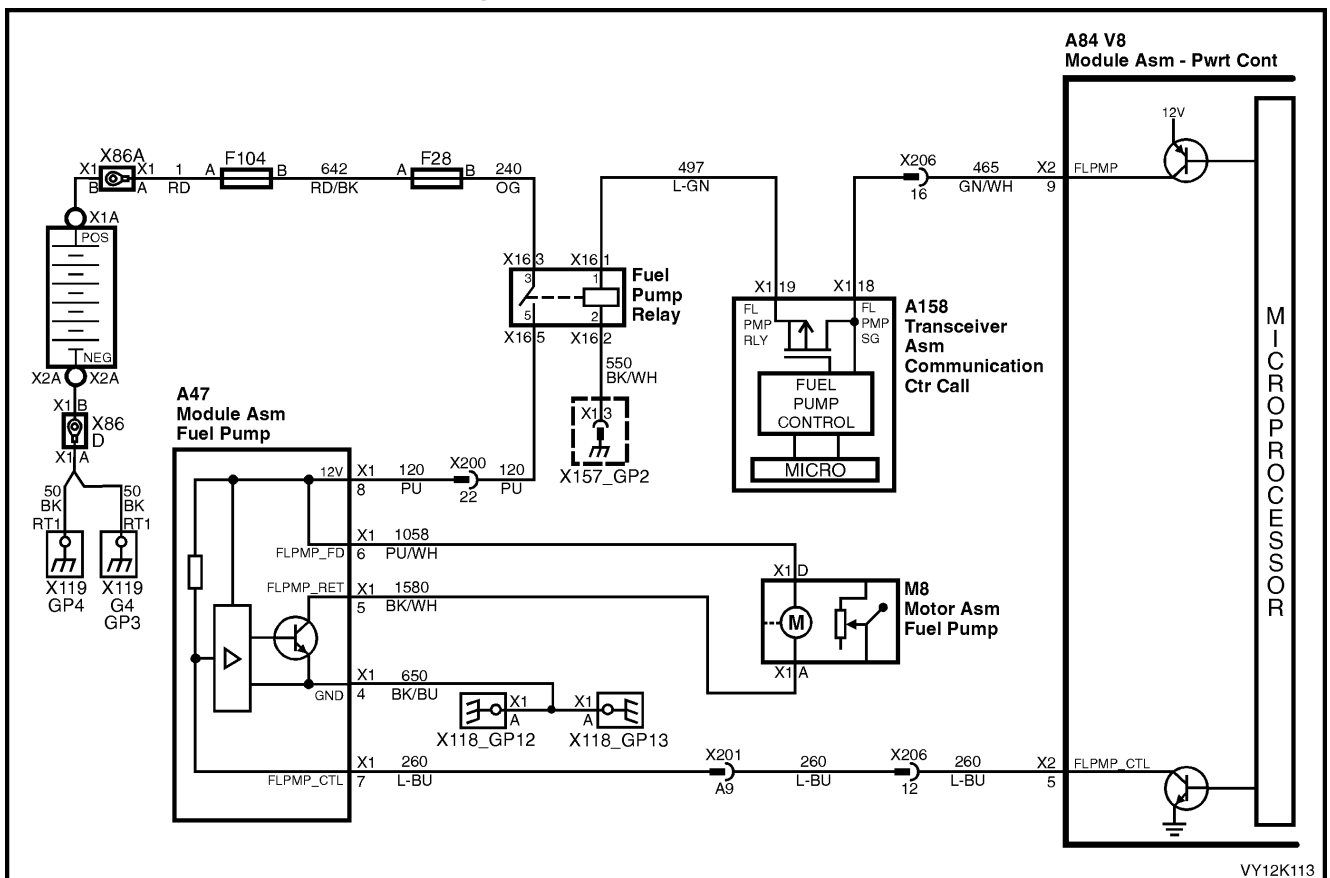 A84 V8
Module Asm - Pwrt Cont
12V
X86A
X1 X1
B A
1
RD
A F104 B
642
RD/BK
A F28 B
240
OG
497
L-GN
X206
16
465
GN/WH
X2
9
FLPMP
X1A
POS
NEG
X2A X2A
X1 B
X86
D
X1 A
50
BK
RT1
50
BK
RT1
X119
GP4
X119
G4
GP3
X16 3
X16 1
3
1
5
2
X16 5
X16 2
Fuel
Pump
Relay
550
BK/WH
X1 3
X157_GP2
X1 19
X1 18
FL
PMP
RLY
FL
PMP
SG
FUEL
PUMP
CONTROL
MICRO
A158
Transceiver
Asm
Communication
Ctr Call
MICROPROCESSOR
A47
Module Asm
Fuel Pump
12V
X1
8
120
PU
X200
22
120
PU
FLPMP_FD
X1
6
1058
PU/WH
FLPMP_RET
X1
5
1580
BK/WH
GND
X1
4
650
BK/BU
X1
A
X118_GP12
X1
A
X118_GP13
X1 D
M
X1 A
M8
Motor Asm
Fuel Pump
FLPMP_CTL
X1
7
260
L-BU
X201
A9
260
L-BU
X206
12
260
L-BU
X2
5
FLPMP_CTL
VY12K113